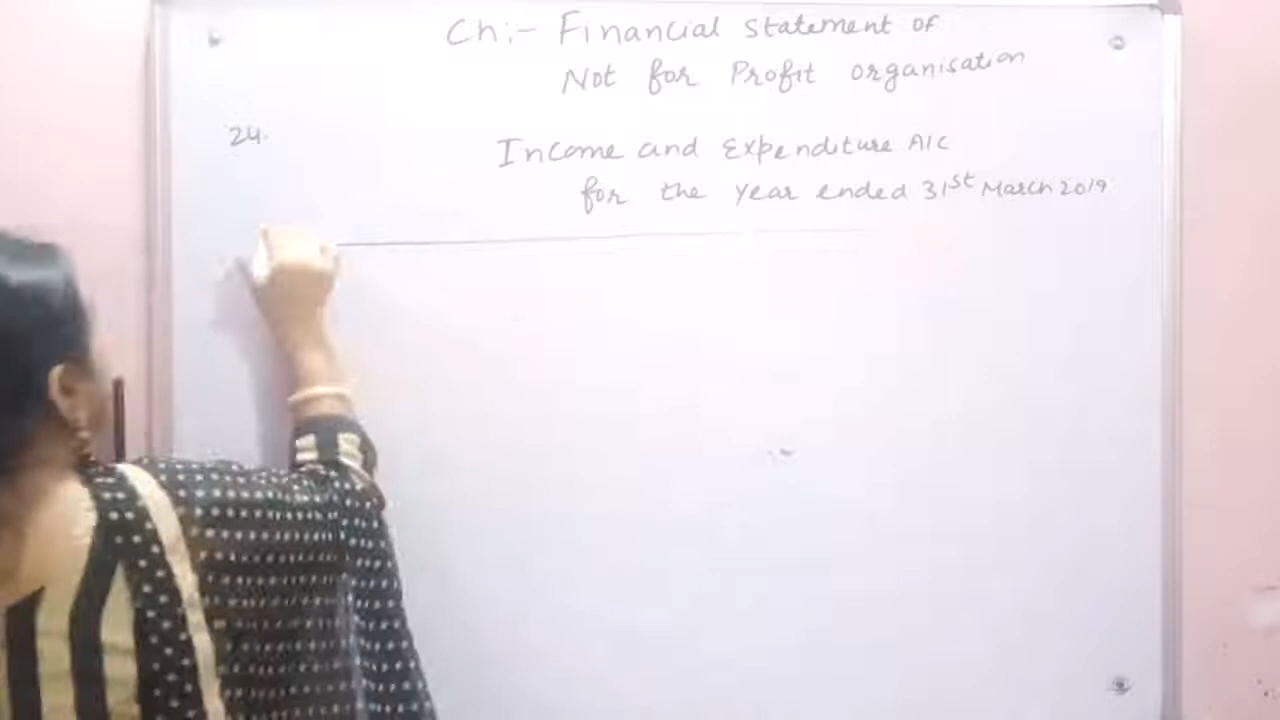 Ch:- Financial Statement of
Not for Profit organisation
24.
Income and Expenditure A/C
for the year ended 31st March 2019